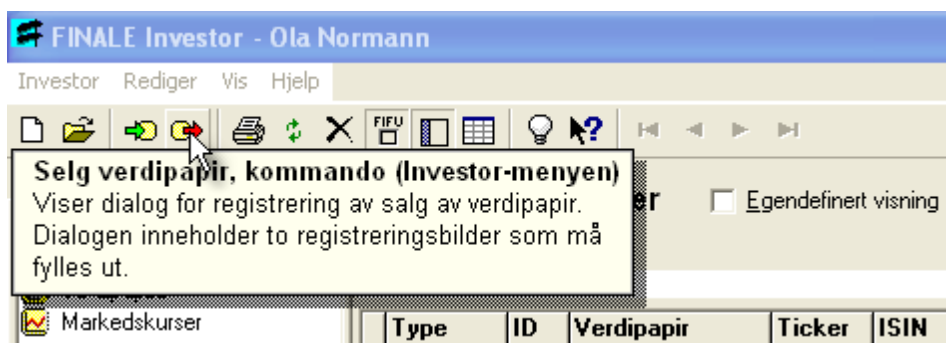 FINALE Investor - Ola Normann
Investor Rediger Vis Hjelp
FIFU
Selg verdipapir, kommando (Investor-menyen)
Viser dialog for registrering av salg av verdipapir.
Dialogen inneholder to registreringsbilder som må
fylles ut.
Egendefinert visning
Markedskurser
Type ID Verdipapir Ticker ISIN